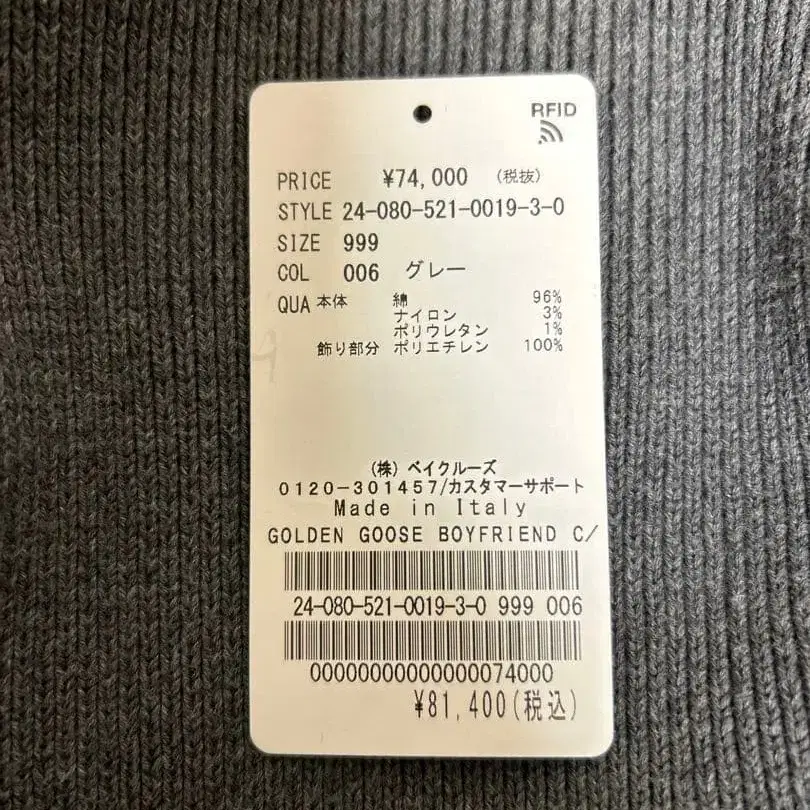 RFID
PRICE ¥74,000 (税抜)
STYLE 24-080-521-0019-3-0
SIZE 999
COL 006 グレー
QUA 本体 綿 96%
ナイロン 3%
ポリウレタン 1%
飾り部分 ポリエチレン 100%
(株) ベイクルーズ
0120-301457/カスタマーサポート
Made in Italy
GOLDEN GOOSE BOYFRIEND C/
24-080-521-0019-3-0 999 006
00000000000000074000
¥81,400(税込)